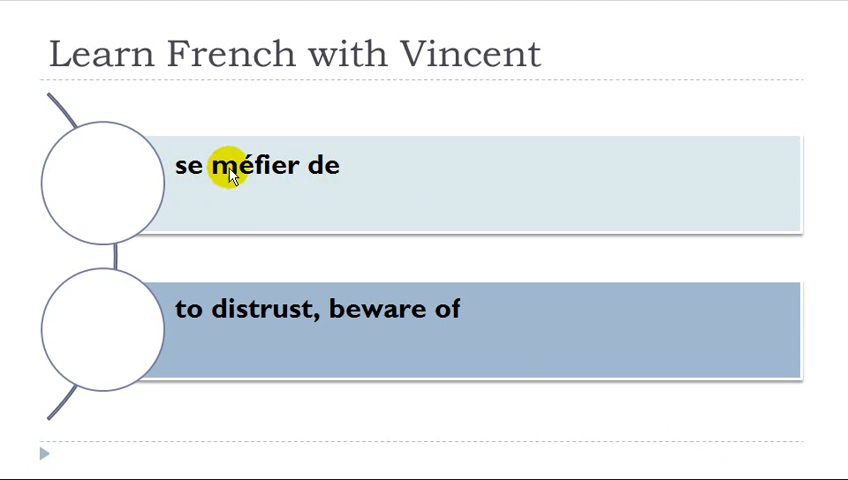 Learn French with Vincent
se méfier de
to distrust, beware of